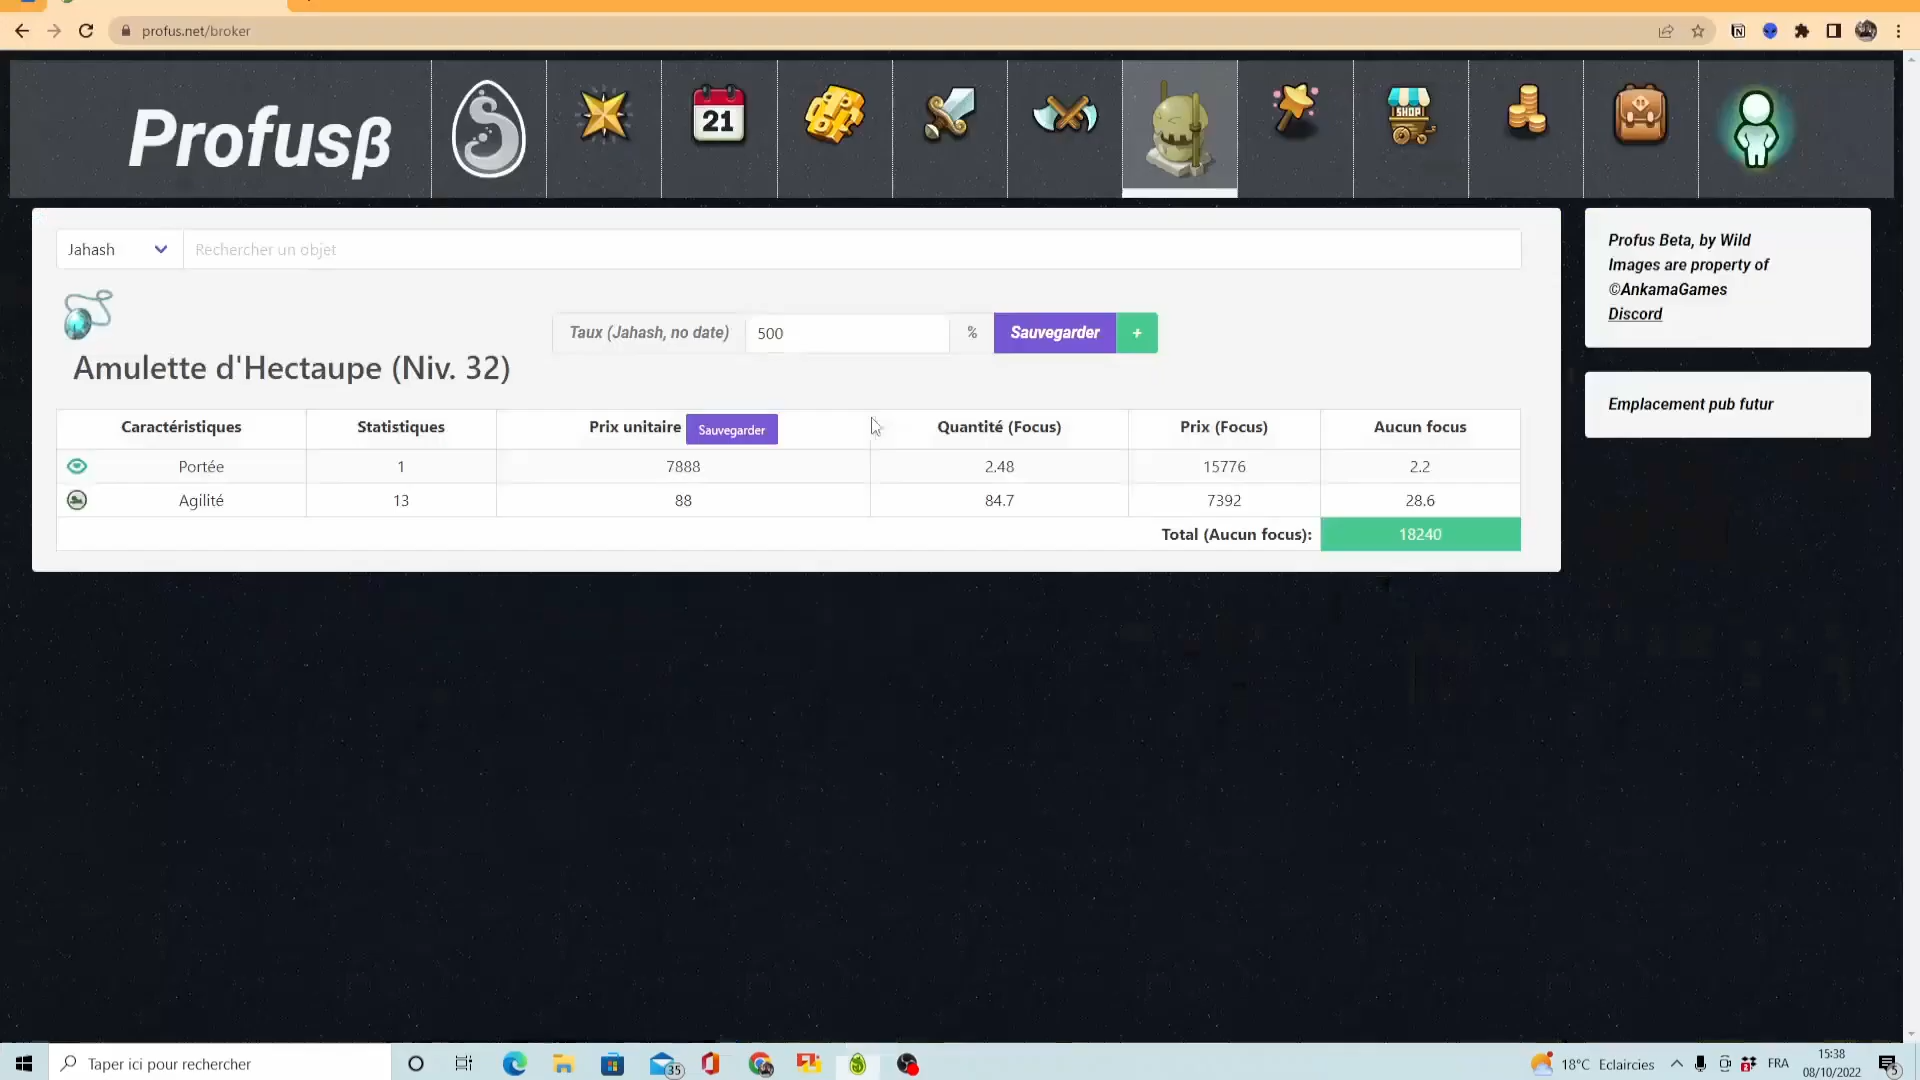 profus.net/broker
Profusβ
21
SHOP!
Jahash
Rechercher un objet
Profus Beta, by Wild
Images are property of
©AnkamaGames
Discord
Taux (Jahash, no date) 500 % Sauvegarder +
Amulette d'Hectaupe (Niv. 32)
Emplacement pub futur
Caractéristiques Statistiques Prix unitaire Sauvegarder Quantité (Focus) Prix (Focus) Aucun focus
Portée 1 7888 2.48 15776 2.2
Agilité 13 88 84.7 7392 28.6
Total (Aucun focus): 18240
Taper ici pour rechercher
35
18°C Eclaircies
2
FRA
15:38
08/10/2022
5